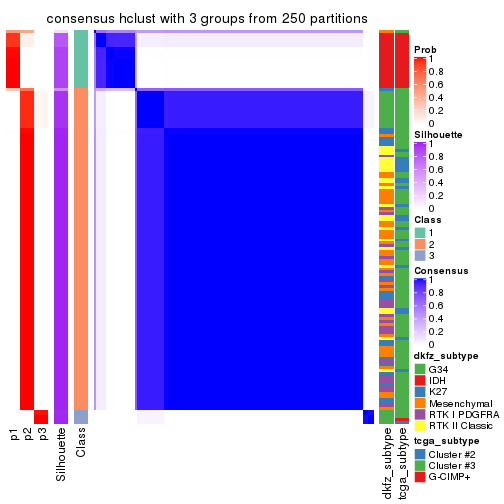 consensus hclust with 3 groups from 250 partitions
Prob
1
0.8
0.6
0.4
0.2
0
Silhouette
1
0.8
0.6
0.4
0.2
0
Class
1
2
3
Consensus
1
0.8
0.6
0.4
0.2
0
dkfz_subtype
G34
IDH
K27
Mesenchymal
RTK I PDGFRA
RTK II Classic
tcga_subtype
Cluster #2
Cluster #3
G-CIMP+
p1
p2
p3
Silhouette
Class
dkfz_subtype
tcga_subtype